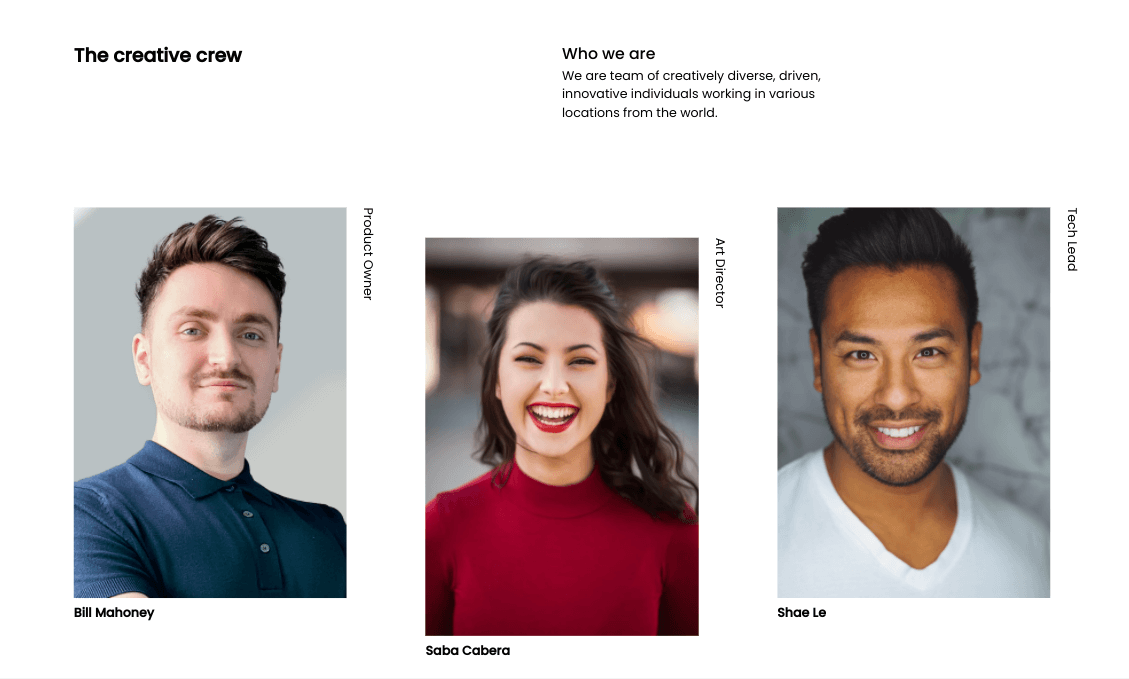 The creative crew
Who we are
We are team of creatively diverse, driven,
innovative individuals working in various
locations from the world.
Product Owner
Bill Mahoney
Art Director
Saba Cabera
Tech Lead
Shae Le